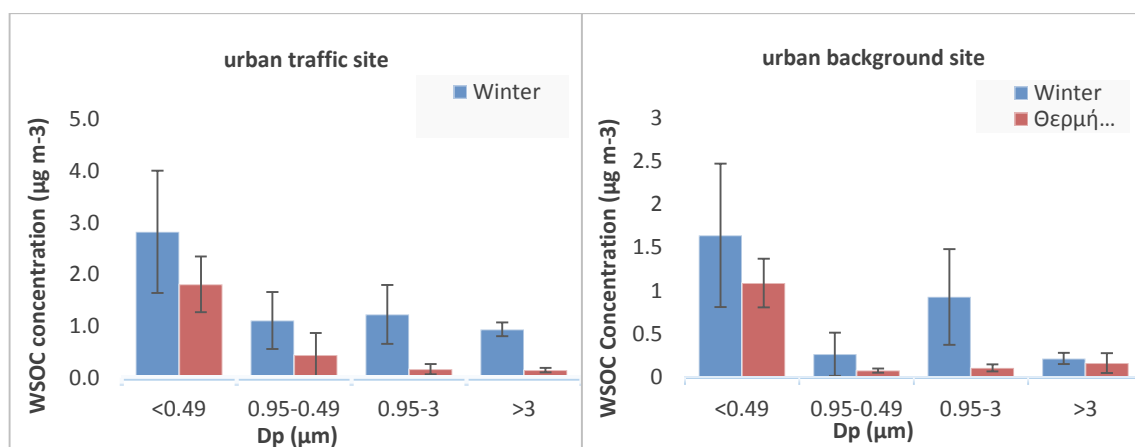 urban traffic site
Winter
WSOC concentration (µg m-3)
5.0
4.0
3.0
2.0
1.0
0.0
<0.49
0.95-0.49
0.95-3
>3
Dp (µm)
urban background site
Winter
Θερμή...
WSOC Concentration (µg m-3)
3
2.5
2
1.5
1
0.5
0
<0.49
0.95-0.49
0.95-3
>3
Dp (µm)